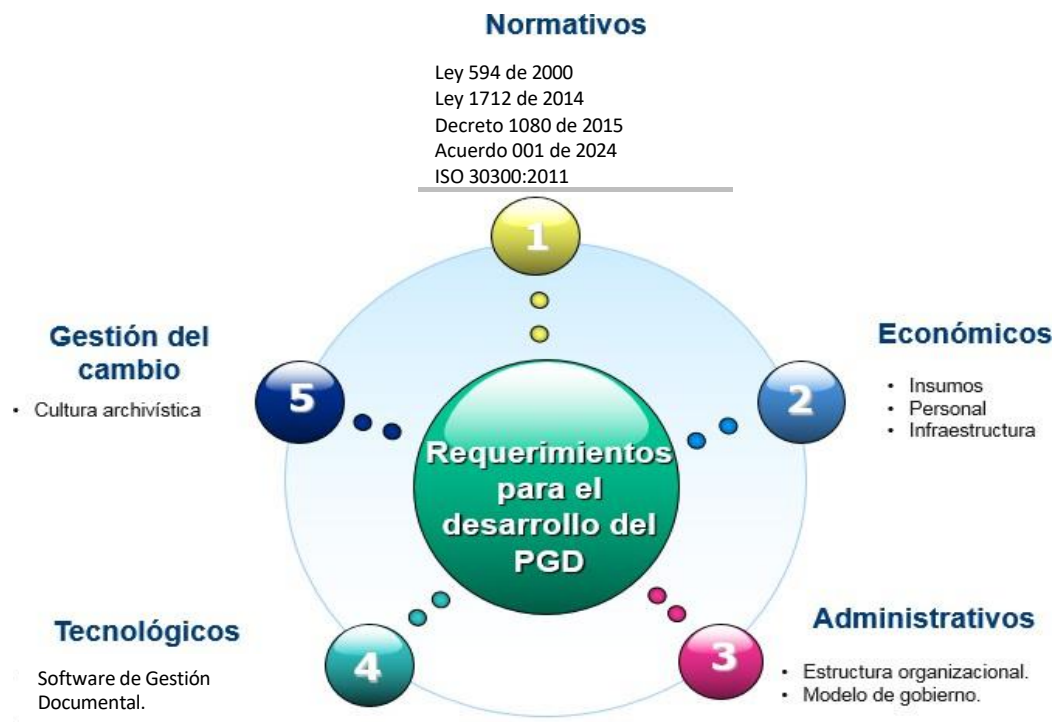 Normativos
Ley 594 de 2000
Ley 1712 de 2014
Decreto 1080 de 2015
Acuerdo 001 de 2024
ISO 30300:2011
1
Económicos
• Insumos
• Personal
• Infraestructura
2
Administrativos
• Estructura organizacional.
• Modelo de gobierno.
3
Tecnológicos
Software de Gestión
Documental.
4
Gestión del
cambio
• Cultura archivística
5
Requerimientos
para el
desarrollo del
PGD